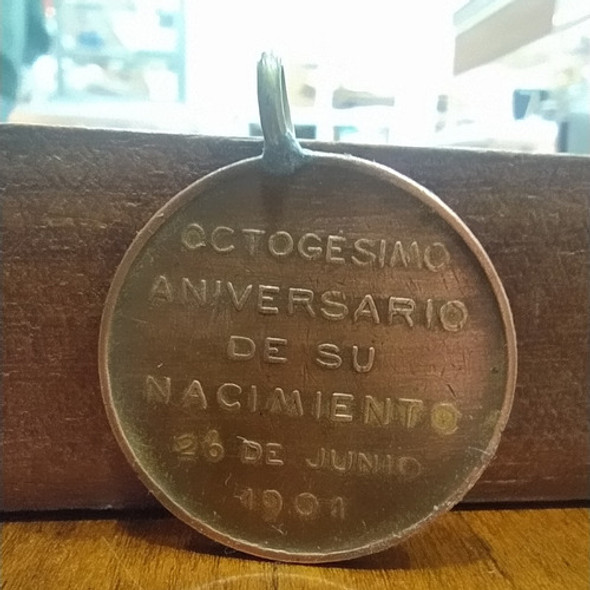 OCTOGESIMO
ANIVERSARIO
DE SU
NACIMIENTO
26 DE JUNIO
1901